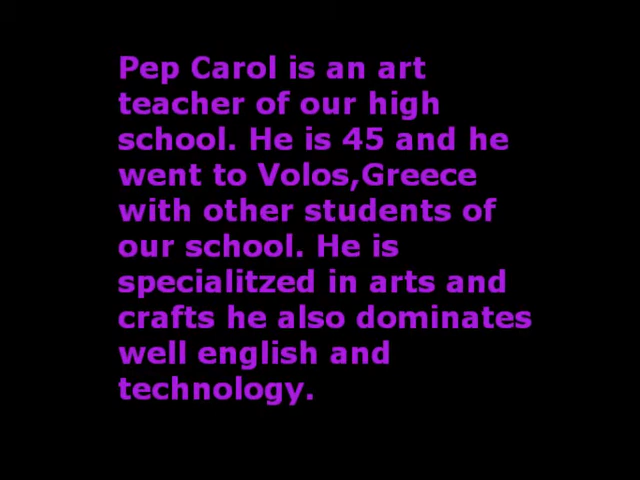 Pep Carol is an art
teacher of our high
school. He is 45 and he
went to Volos,Greece
with other students of
our school. He is
specialitzed in arts and
crafts he also dominates
well english and
technology.